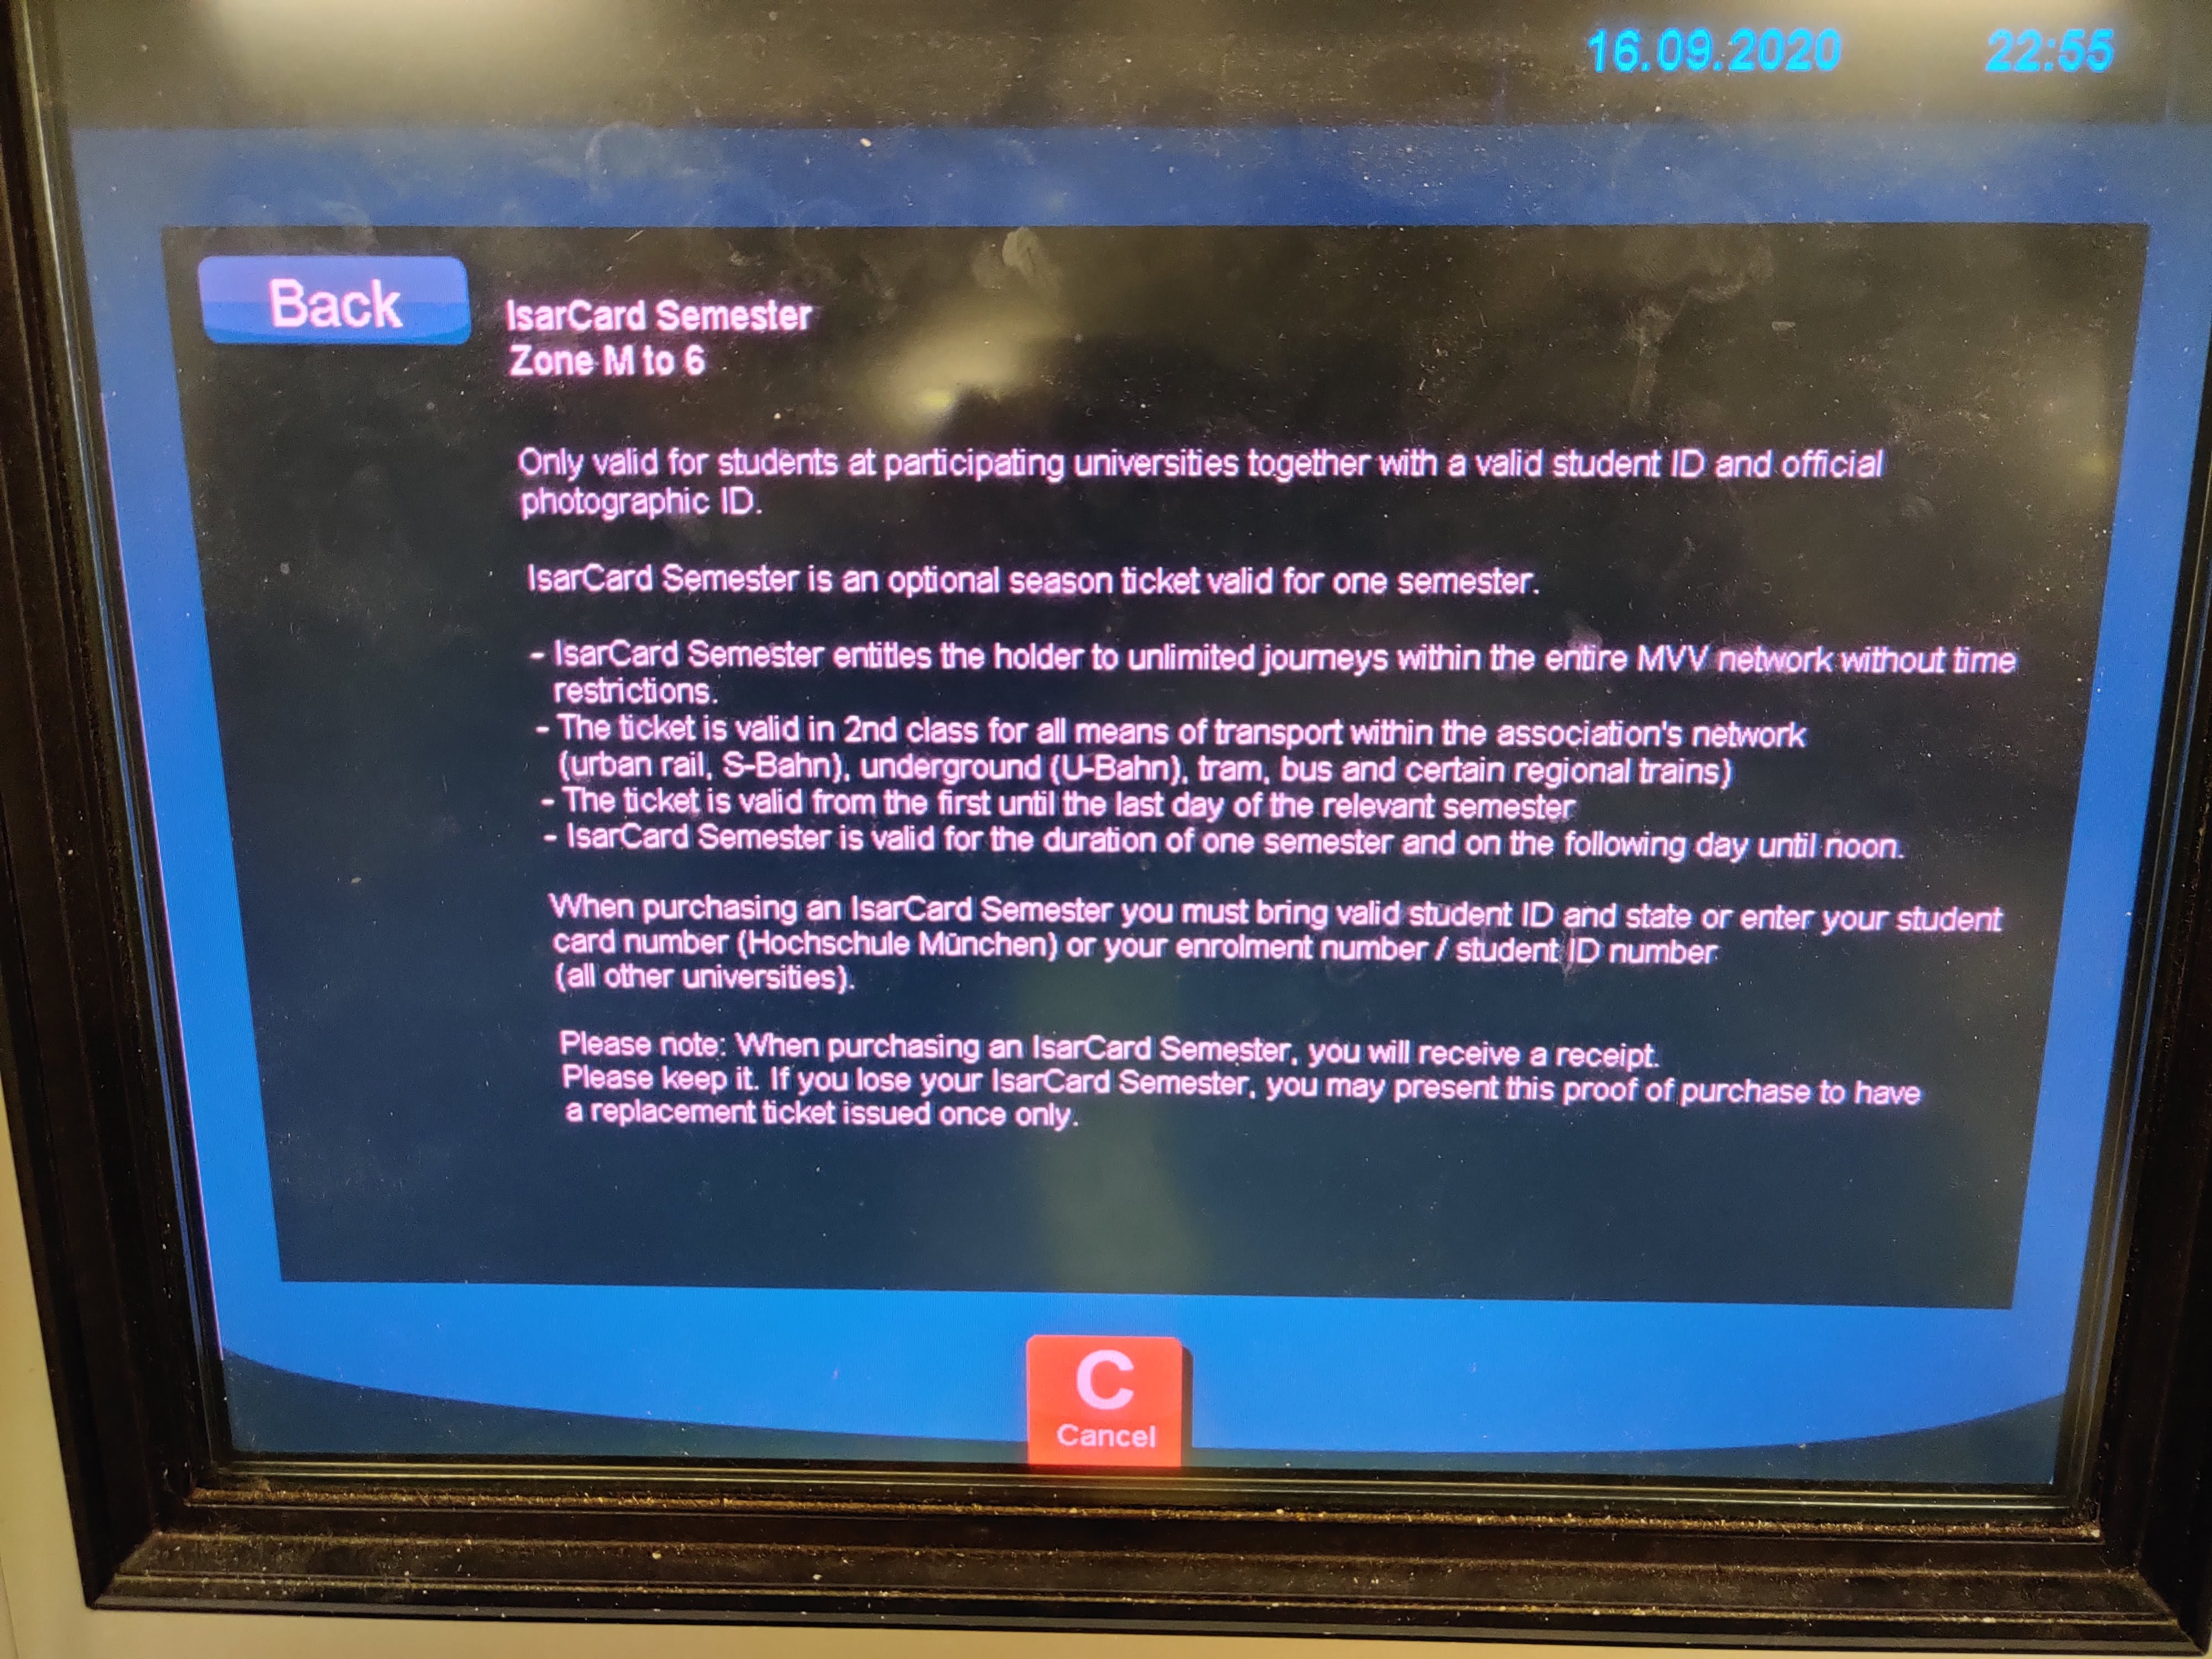 16.09.2020 22:55
Back
IsarCard Semester
Zone M to 6
Only valid for students at participating universities together with a valid student ID and official
photographic ID.
IsarCard Semester is an optional season ticket valid for one semester.
- IsarCard Semester entitles the holder to unlimited journeys within the entire MVV network without time
restrictions.
- The ticket is valid in 2nd class for all means of transport within the association's network
(urban rail, S-Bahn), underground (U-Bahn), tram, bus and certain regional trains)
- The ticket is valid from the first until the last day of the relevant semester
- IsarCard Semester is valid for the duration of one semester and on the following day until noon.
When purchasing an IsarCard Semester you must bring valid student ID and state or enter your student
card number (Hochschule München) or your enrolment number / student ID number
(all other universities).
Please note: When purchasing an IsarCard Semester, you will receive a receipt.
Please keep it. If you lose your IsarCard Semester, you may present this proof of purchase to have
a replacement ticket issued once only.
C
Cancel